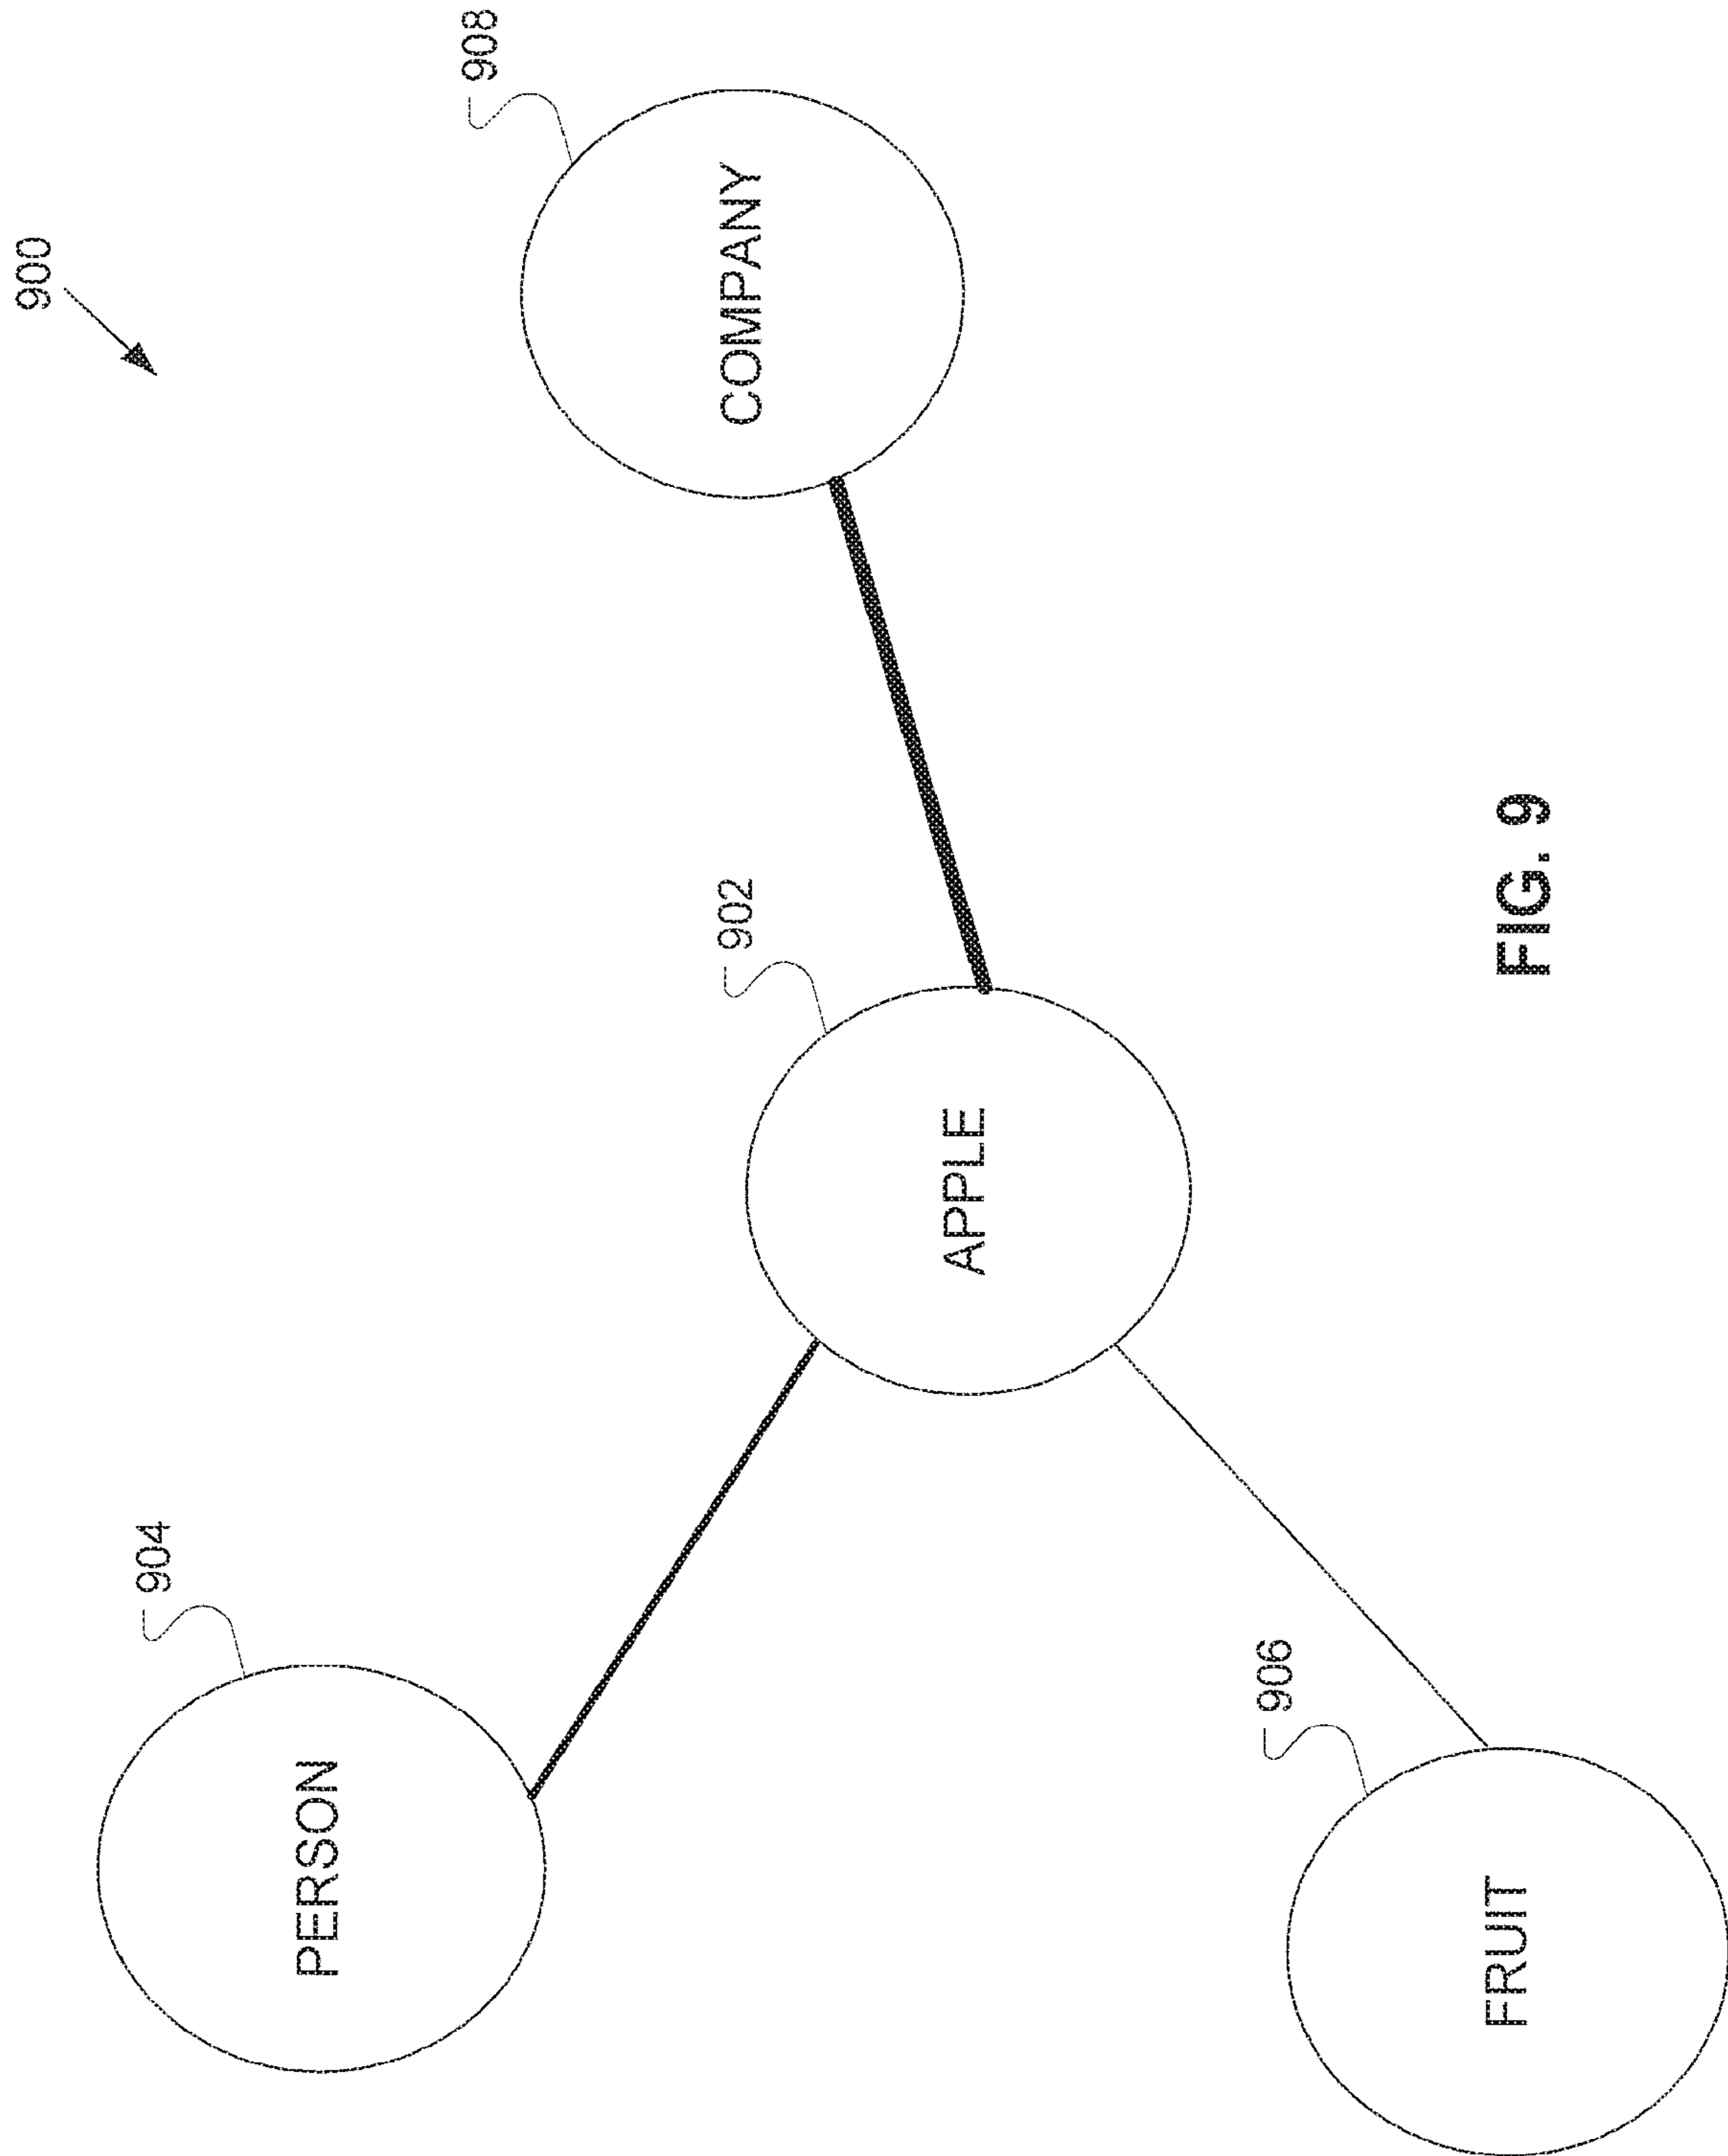 900
904
PERSON
908
COMPANY
902
APPLE
906
FRUIT
FIG. 9